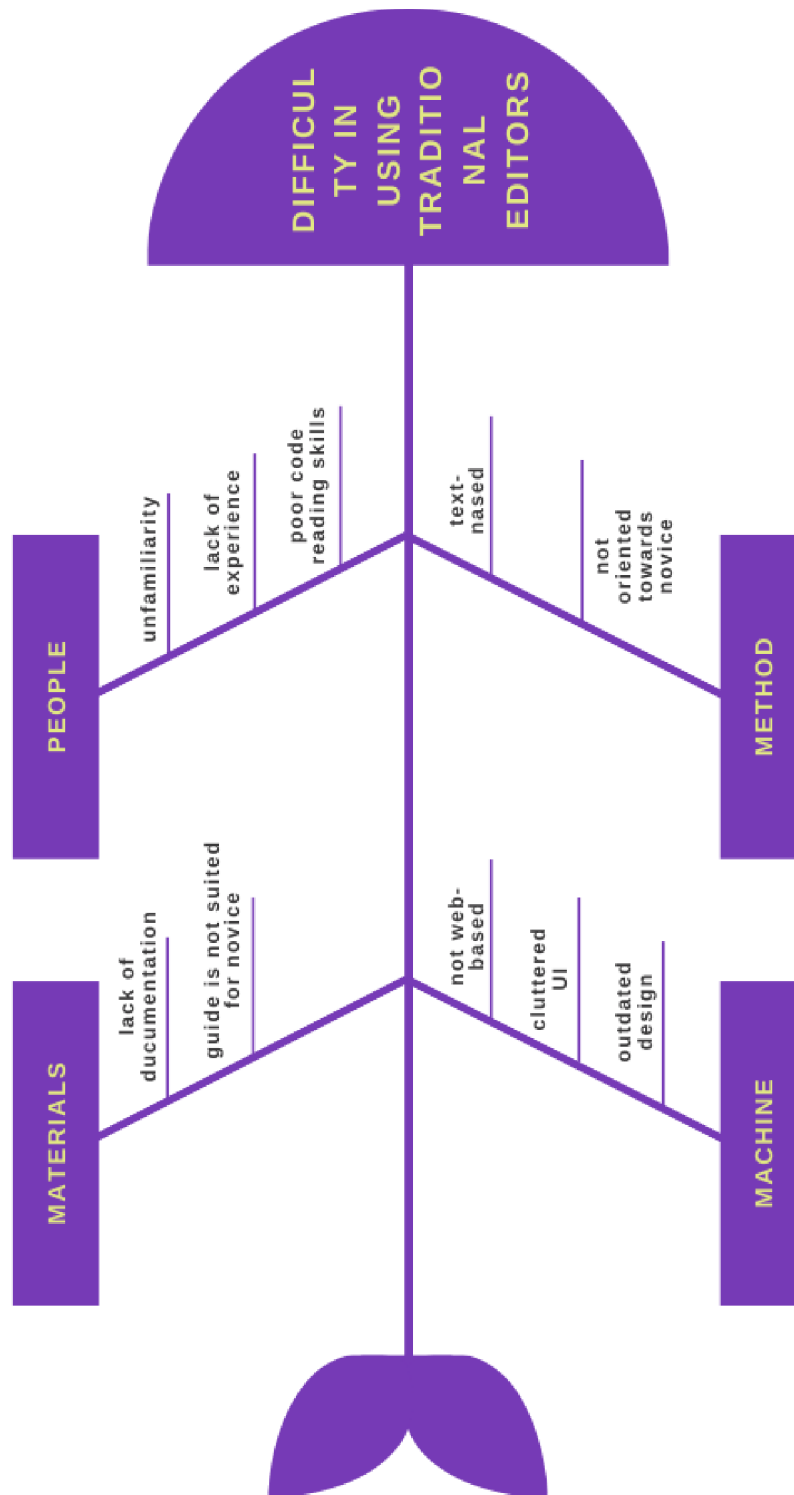 DIFFICUL
TY IN
USING
TRADITIO
NAL
EDITORS
MATERIALS
lack of
ducumentation
guide is not suited
for novice
PEOPLE
unfamiliarity
lack of
experience
poor code
reading skills
not web-
based
cluttered
UI
outdated
design
MACHINE
text-
nased
not
oriented
towards
novice
METHOD